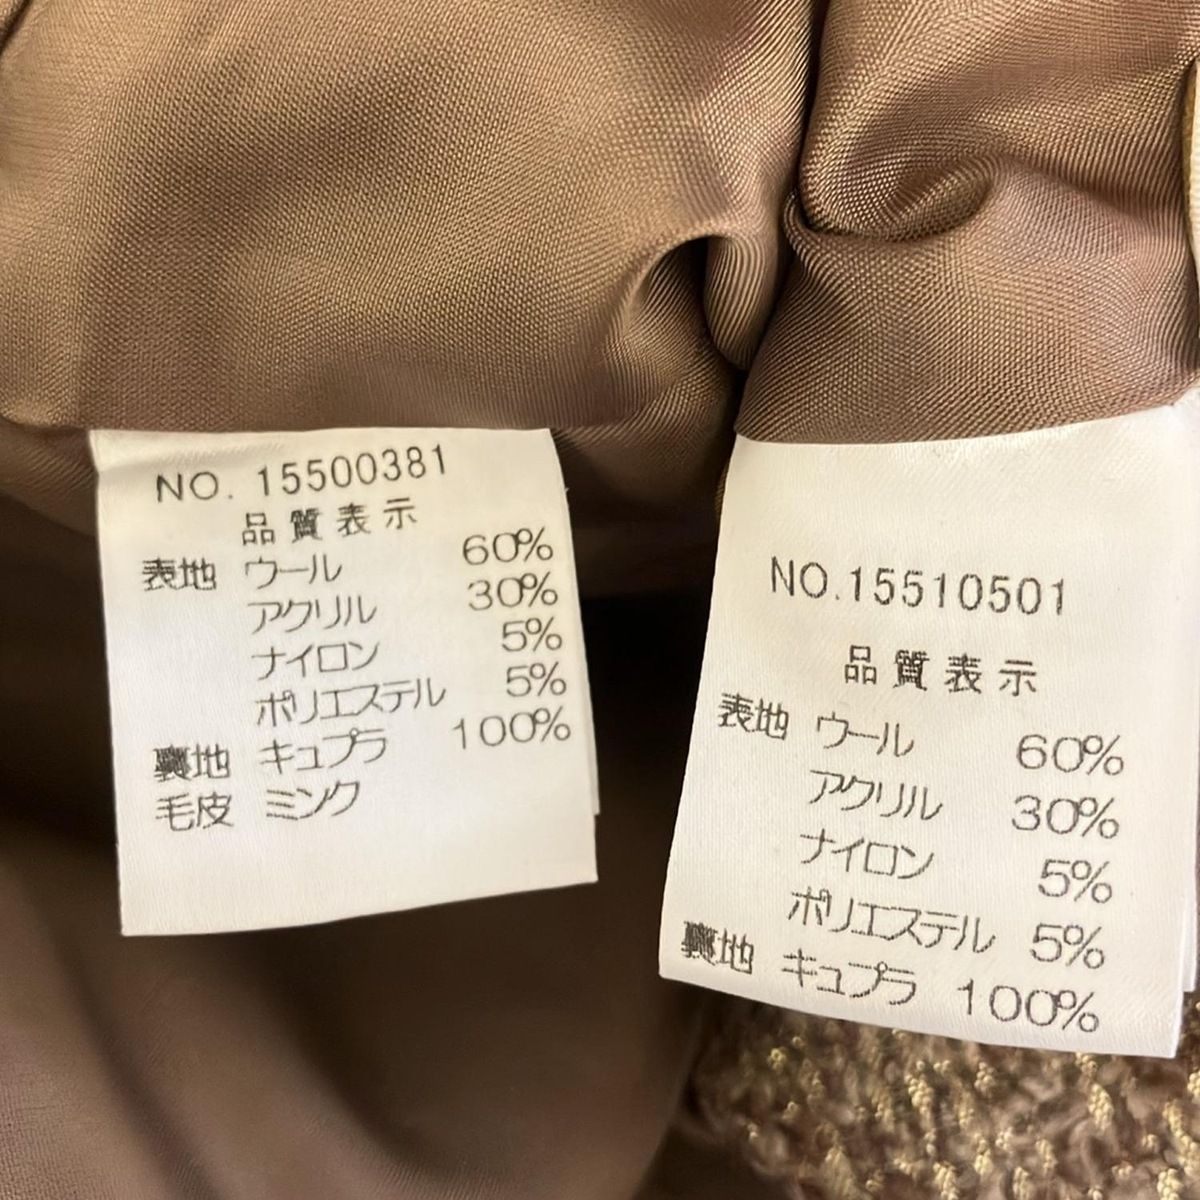 NO. 15500381
品質表示
表地 ウール 60%
アクリル 30%
ナイロン 5%
ポリエステル 5%
裏地 キュプラ 100%
毛皮 ミンク
NO.15510501
品質表示
表地 ウール 60%
アクリル 30%
ナイロン 5%
ポリエステル 5%
裏地 キュプラ 100%